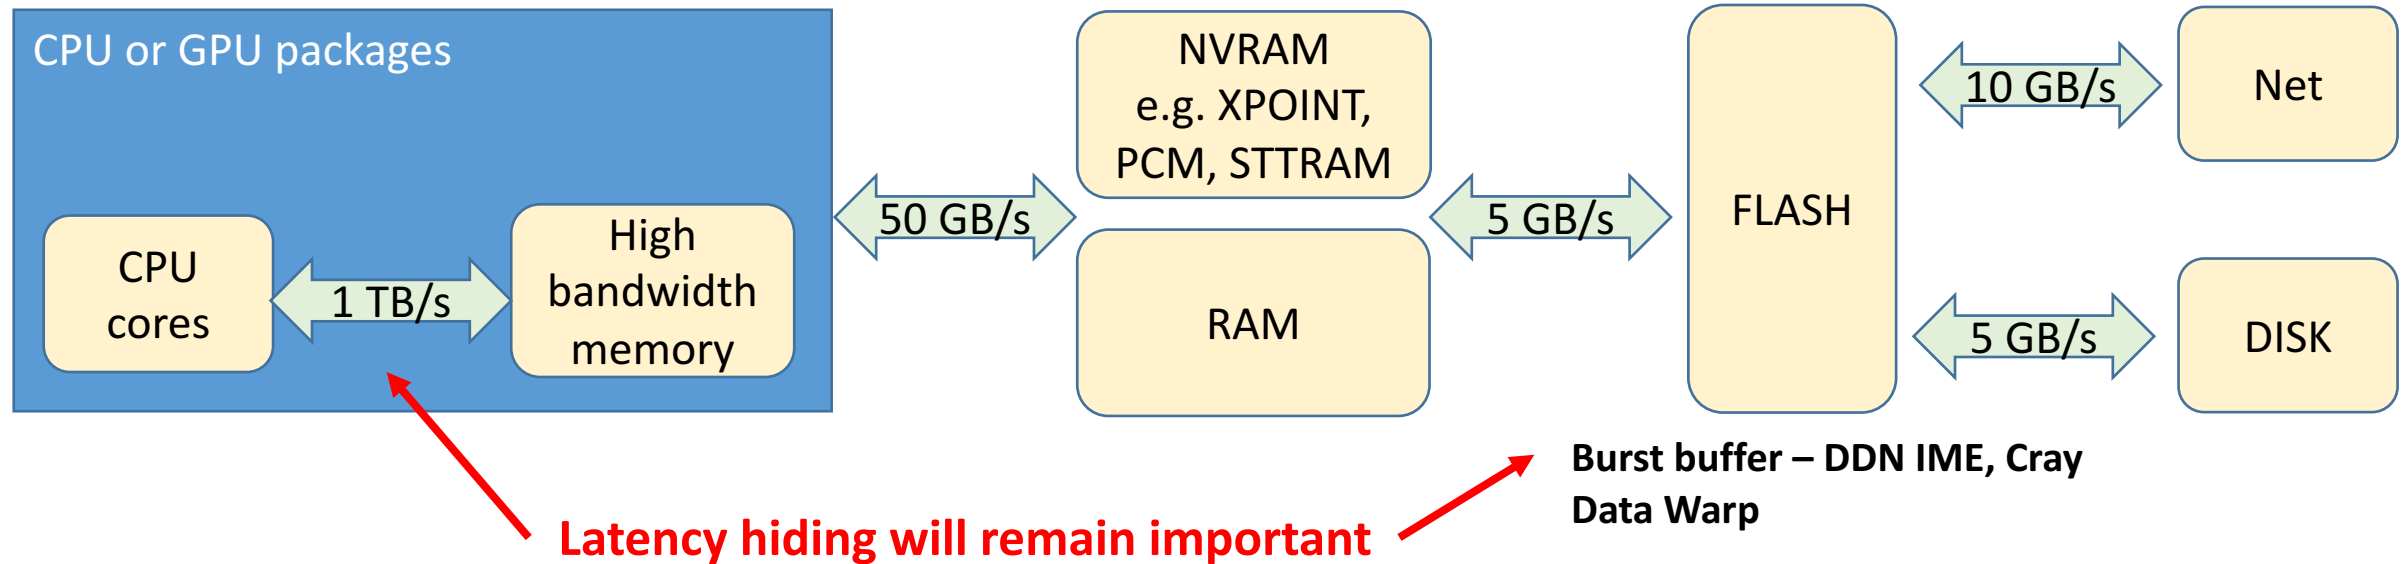 CPU or GPU packages
CPU
cores
1 TB/s
High
bandwidth
memory
50 GB/s
NVRAM
e.g. XPOINT,
PCM, STTRAM
RAM
5 GB/s
FLASH
10 GB/s
Net
5 GB/s
DISK
Burst buffer – DDN IME, Cray
Data Warp
Latency hiding will remain important